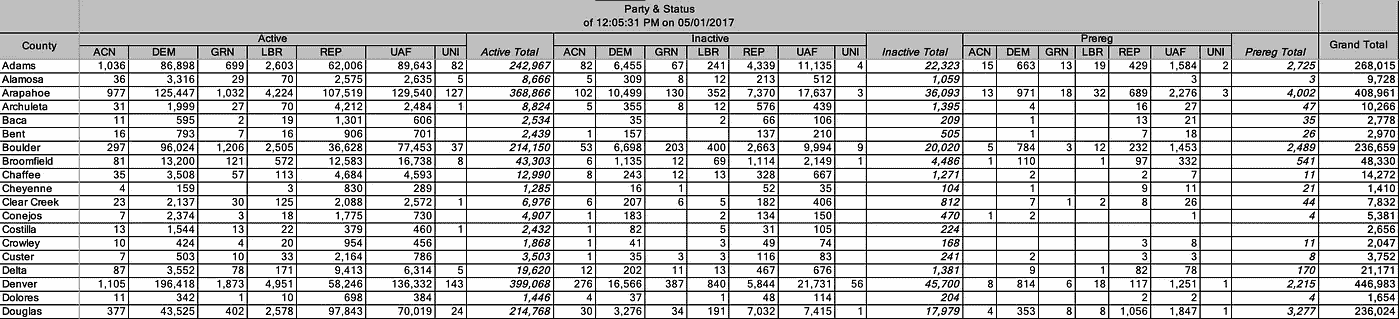 Party & Status
of 12:05:31 PM on 05/01/2017
County Active Inactive Prereg Grand Total
ACN DEM GRN LBR REP UAF UNI Active Total ACN DEM GRN LBR REP UAF UNI Inactive Total ACN DEM GRN LBR REP UAF UNI Prereg Total
Adams 1,036 86,898 699 2,603 62,006 89,643 82 242,967 82 6,455 67 241 4,339 11,135 4 22,323 15 663 13 19 429 1,584 2 2,725 268,015
Alamosa 36 3,316 29 70 2,575 2,635 5 8,666 5 309 8 12 213 512 1,059 3 3 9,728
Arapahoe 977 125,447 1,032 4,224 107,519 129,540 127 368,866 102 10,499 130 352 7,370 17,637 3 36,093 13 971 18 32 689 2,276 3 4,002 408,961
Archuleta 31 1,999 27 70 4,212 2,484 1 8,824 5 355 8 12 576 439 1,395 4 16 27 47 10,266
Baca 11 595 2 19 1,301 606 2,534 35 2 66 106 209 1 13 21 35 2,778
Bent 16 793 7 16 906 701 2,439 1 157 137 210 505 1 7 18 26 2,970
Boulder 297 96,024 1,206 2,505 36,628 77,453 37 214,150 53 6,698 203 400 2,663 9,994 9 20,020 5 784 3 12 232 1,453 2,489 236,659
Broomfield 81 13,200 121 572 12,583 16,738 8 43,303 6 1,135 12 69 1,114 2,149 1 4,486 1 110 1 97 332 541 48,330
Chaffee 35 3,508 57 113 4,684 4,593 12,990 8 243 12 13 328 667 1,271 2 2 7 11 14,272
Cheyenne 4 159 3 830 289 1,285 16 1 52 35 104 1 9 11 21 1,410
Clear Creek 23 2,137 30 125 2,088 2,572 1 6,976 6 207 6 5 182 406 812 7 1 2 8 26 44 7,832
Conejos 7 2,374 3 18 1,775 730 4,907 1 183 2 134 150 470 1 2 1 4 5,381
Costilla 13 1,544 13 22 379 460 1 2,432 1 82 5 31 105 224 2,656
Crowley 10 424 4 20 954 456 1,868 1 41 3 49 74 168 3 8 11 2,047
Custer 7 503 10 33 2,164 786 3,503 1 35 3 3 116 83 241 2 3 3 8 3,752
Delta 87 3,552 78 171 9,413 6,314 5 19,620 12 202 11 13 467 676 1,381 9 1 82 78 170 21,171
Denver 1,105 196,418 1,873 4,951 58,246 136,332 143 399,068 276 16,566 387 840 5,844 21,731 56 45,700 8 814 6 18 117 1,251 1 2,215 446,983
Dolores 11 342 1 10 698 384 1,446 4 37 1 48 114 204 2 2 4 1,654
Douglas 377 43,525 402 2,578 97,843 70,019 24 214,768 30 3,276 34 191 7,032 7,415 1 17,979 4 353 8 8 1,056 1,847 1 3,277 236,024